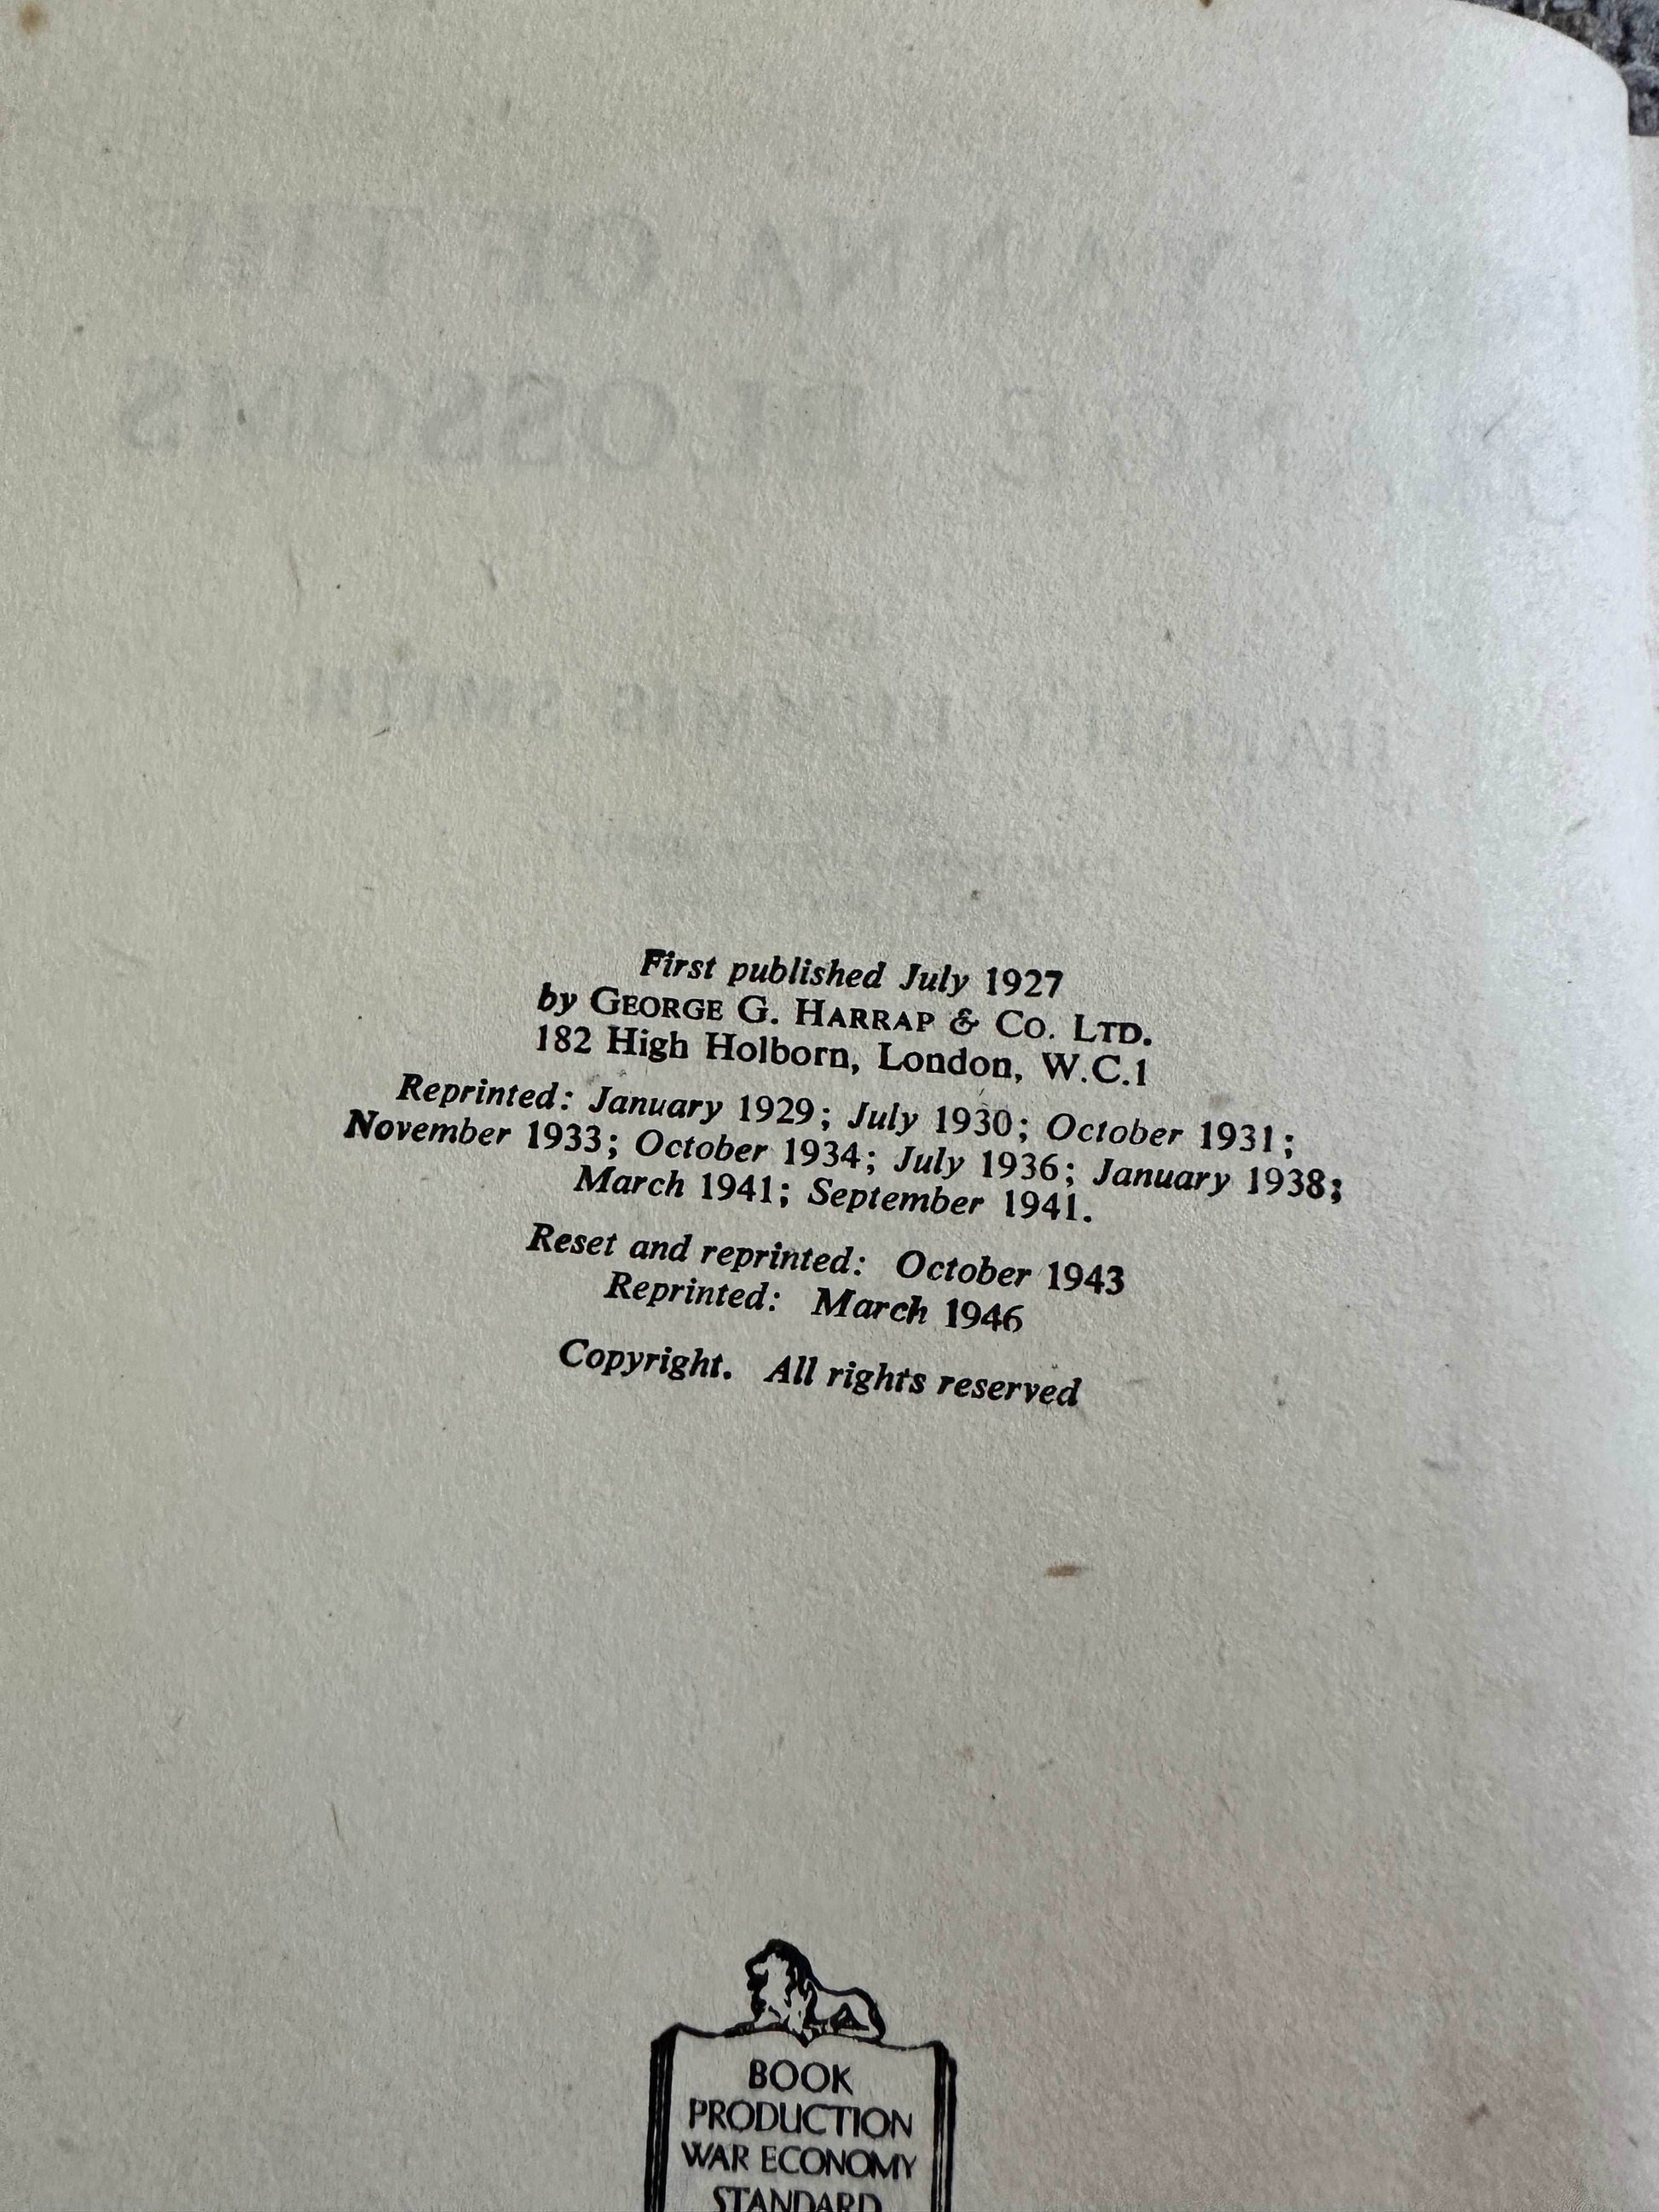 First published July 1927
by GEORGE G. HARRAP & CO. LTD.
182 High Holborn, London, W.C.1
Reprinted: January 1929; July 1930; October 1931;
November 1933; October 1934; July 1936; January 1938;
March 1941; September 1941.
Reset and reprinted: October 1943
Reprinted: March 1946
Copyright. All rights reserved
BOOK
PRODUCTION
WAR ECONOMY
STANDARD